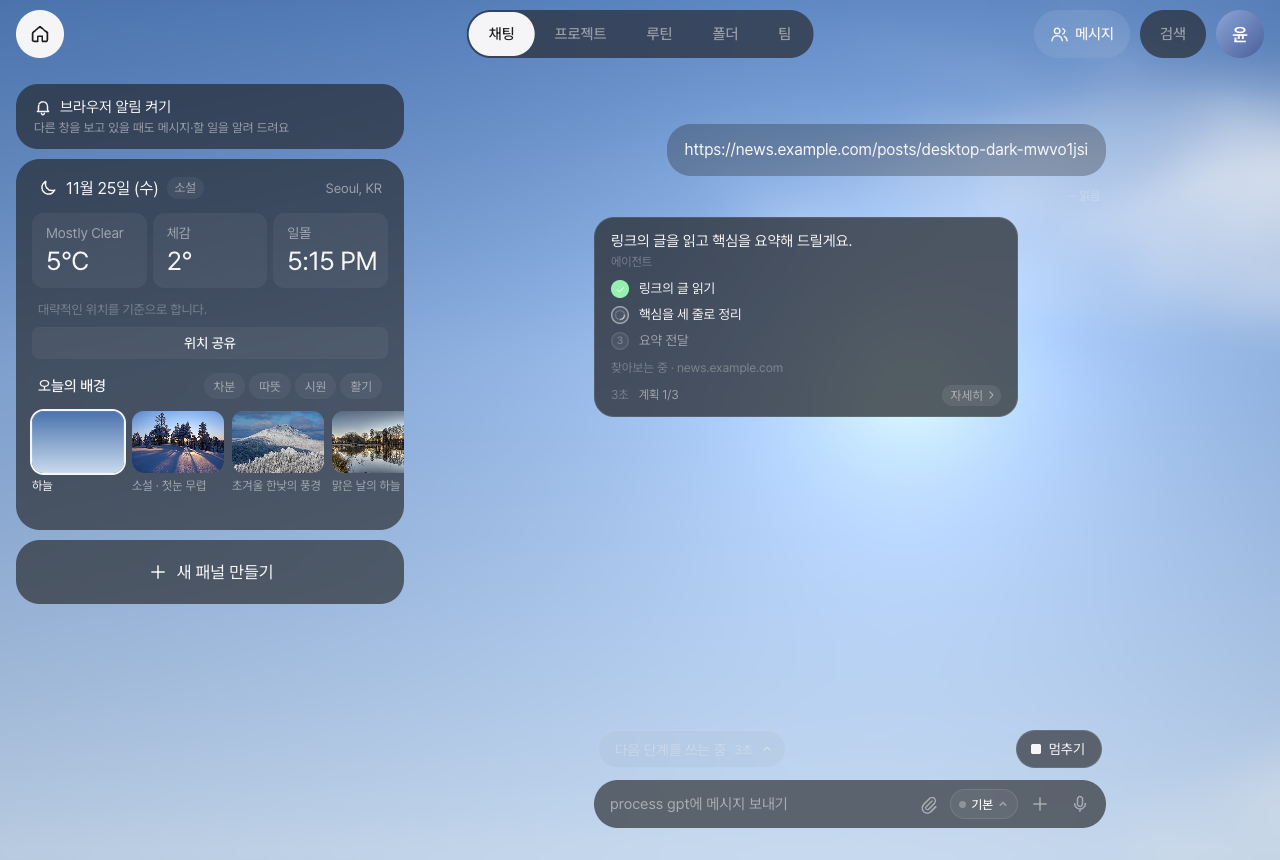 채팅
프로젝트
루틴
폴더
팀
메시지
검색
윤
브라우저 알림 켜기
다른 창을 보고 있을 때도 메시지·할 일을 알려 드려요
11월 25일 (수)
소설
Seoul, KR
Mostly Clear
5°C
체감
2°
일몰
5:15 PM
대략적인 위치를 기준으로 합니다.
위치 공유
오늘의 배경
차분
따뜻
시원
활기
하늘
소설 · 첫눈 무렵
초겨울 한낮의 풍경
맑은 날의 하늘
새 패널 만들기
https://news.example.com/posts/desktop-dark-mwvo1jsi
링크의 글을 읽고 핵심을 요약해 드릴게요.
에이전트
링크의 글 읽기
핵심을 세 줄로 정리
3 요약 전달
찾아보는 중 · news.example.com
3초 계획 1/3
자세히
다음 단계를 쓰는 중 3초
멈추기
process gpt에 메시지 보내기
기본